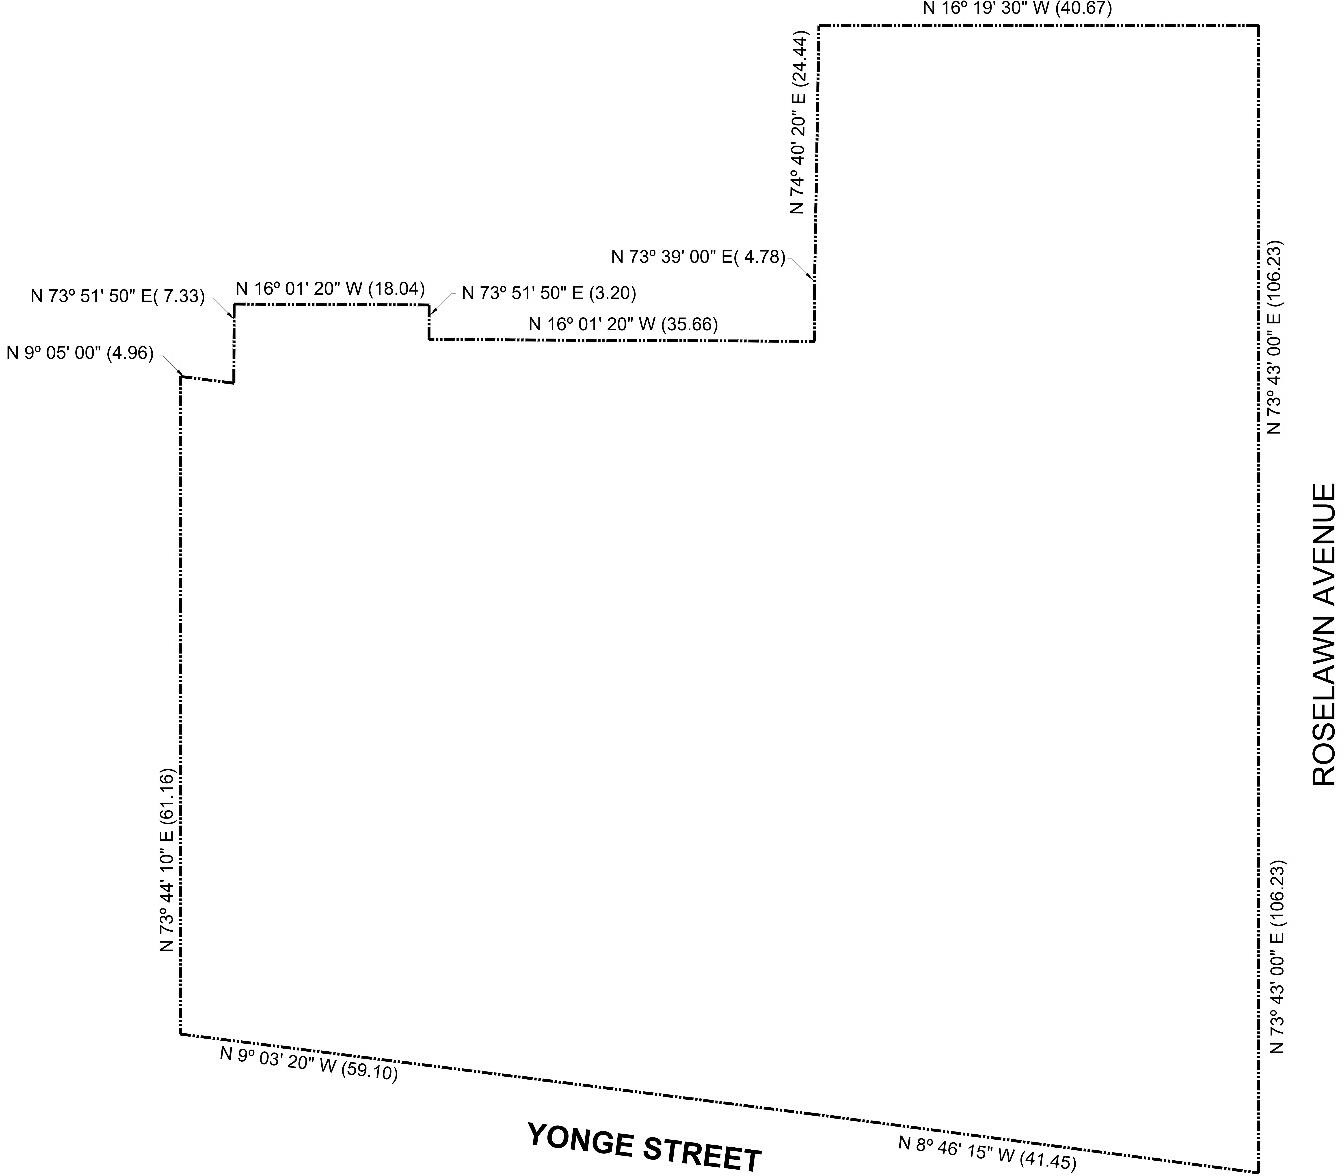 N 16º 19' 30" W (40.67)
N 74º 40' 20" E (24.44)
N 73º 39' 00" E( 4.78)
N 73º 43' 00" E (106.23)
N 16º 01' 20" W (18.04)
N 73º 51' 50" E( 7.33)
N 73º 51' 50" E (3.20)
N 16º 01' 20" W (35.66)
N 9º 05' 00" (4.96)
ROSELAWN AVENUE
N 73º 44' 10" E (61.16)
N 73º 43' 00" E (106.23)
N 9º 03' 20" W (59.10)
YONGE STREET
N 8º 46' 15" W (41.45)